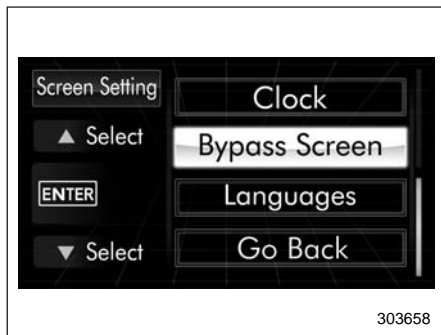 Screen Setting
▲ Select
ENTER
▼ Select
Clock
Bypass Screen
Languages
Go Back
303658